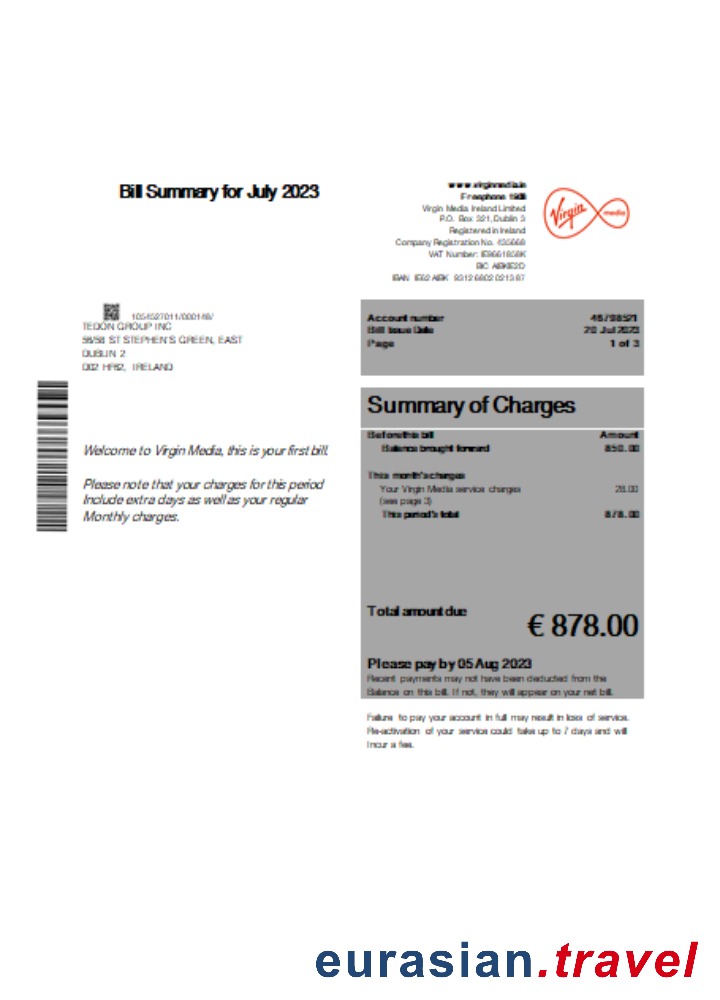 Bill Summary for July 2023
www.virginmedia.ie
Freephone 1908
Virgin Media Ireland Limited
P.O. Box 321, Dublin 3
Registered in Ireland
Company Registration No. 435668
VAT Number:
BIC AIBKIE2D
IBAN IE62 AIBK
Virgin media
TEDON GROUP INC
ST STEPHEN'S GREEN, EAST
DUBLIN 2
D02 HF62, IRELAND
Account number 46798521
Bill Issue Date 20 Jul 2023
Page 1 of 3
Summary of Charges
Before this bill Amount
Balance brought forward 850.00
This month's charges
Your Virgin Media service charges 28.00
(see page 3)
This period's total 878.00
Welcome to Virgin Media, this is your first bill.
Please note that your charges for this period
Include extra days as well as your regular
Monthly charges.
Total amount due
€ 878.00
Please pay by 05 Aug 2023
Recent payments may not have been deducted from the
Balance on this bill. If not, they will appear on your net bill.
Failure to pay your account in full may result in loss of service.
Re-activation of your service could take up to 7 days and will
Incur a fee.
eurasian.travel